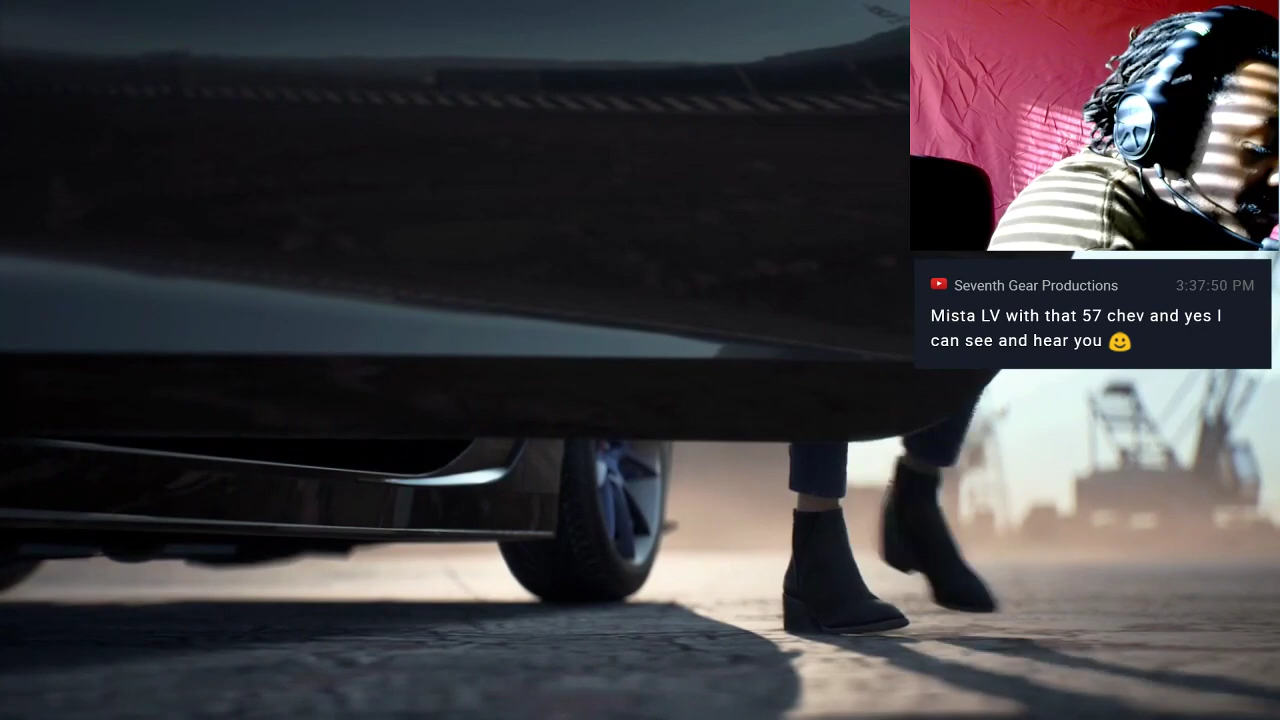 Seventh Gear Productions 3:37:50 PM
Mista LV with that 57 chev and yes I
can see and hear you 🙂